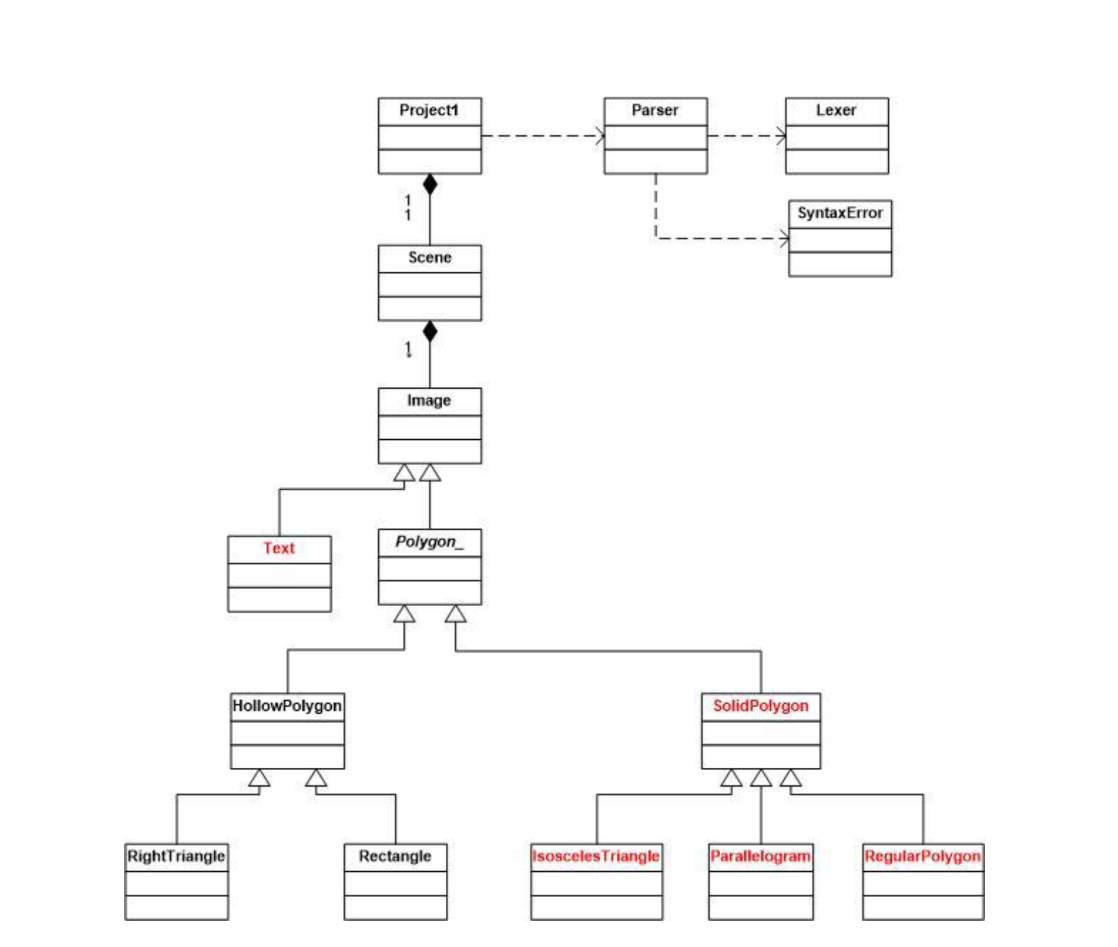 Project1
Parser
Lexer
1
1
SyntaxError
Scene
1
*
Image
Text
Polygon_
HollowPolygon
SolidPolygon
RightTriangle
Rectangle
IsoscelesTriangle
Parallelogram
RegularPolygon